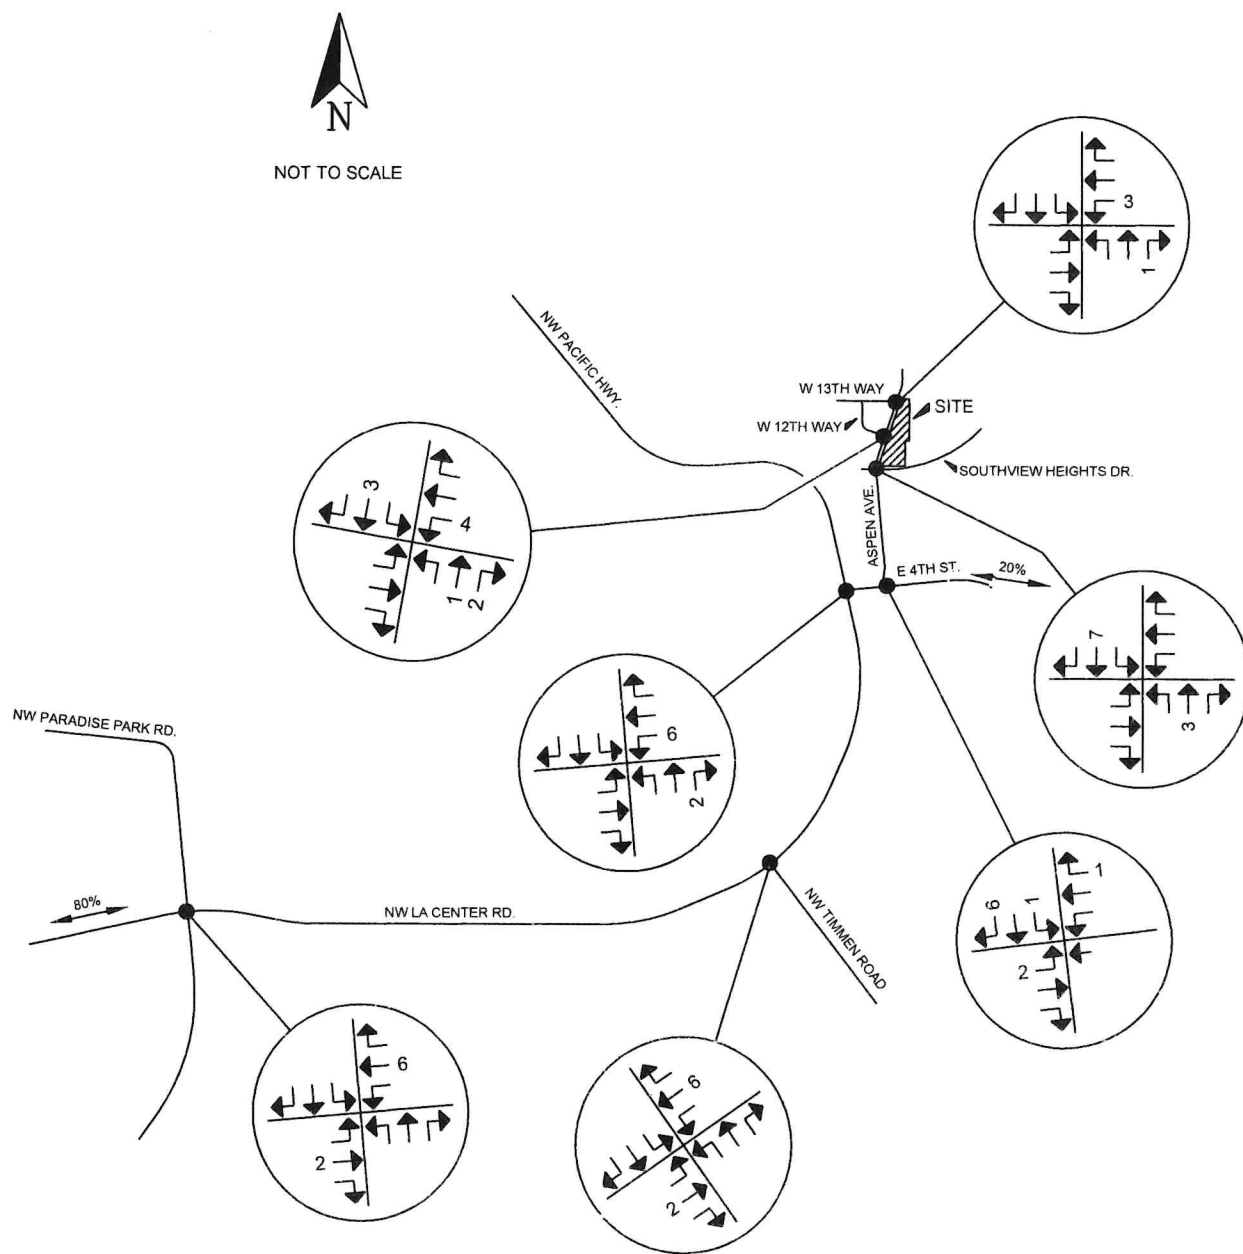 N
NOT TO SCALE
3
1
NW PACIFIC HWY.
W 13TH WAY
SITE
W 12TH WAY
SOUTHVIEW HEIGHTS DR.
3
4
1
2
ASPEN AVE.
E 4TH ST.
20%
7
3
6
2
NW PARADISE PARK RD.
80%
NW LA CENTER RD.
NW TIMMEN ROAD
1
6
1
2
6
2
6
2